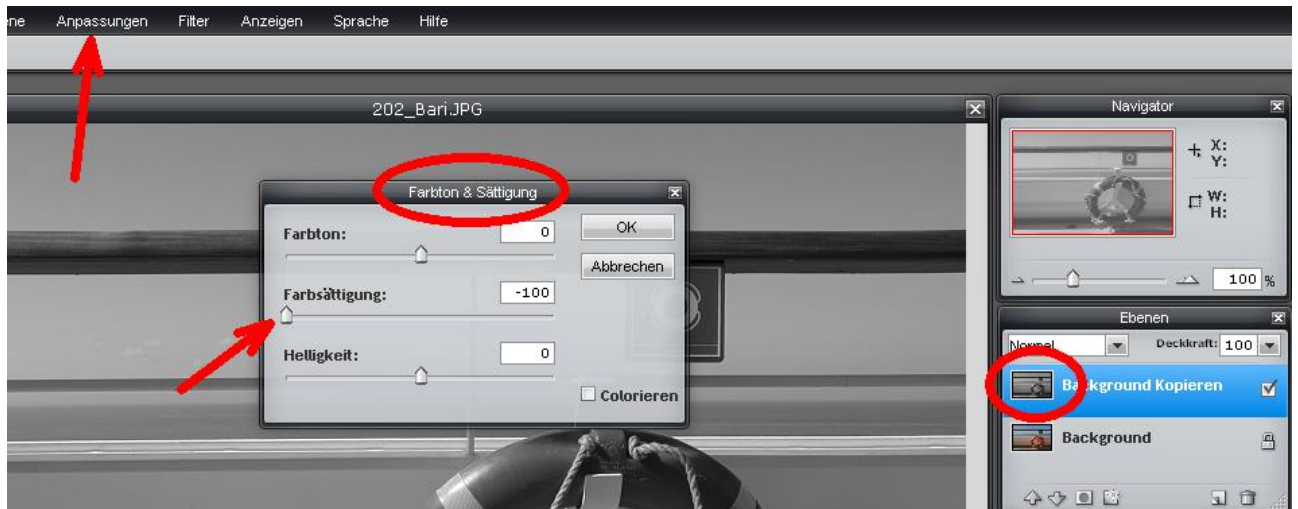 ene Anpassungen Filter Anzeigen Sprache Hilfe
202_Bari.JPG
Navigator
X:
Y:
W:
H:
100 %
Farbton & Sättigung
Farbton: 0
OK
Abbrechen
Farbsättigung: -100
Helligkeit: 0
Colorieren
Ebenen
Normal Deckkraft: 100
Background Kopieren
Background